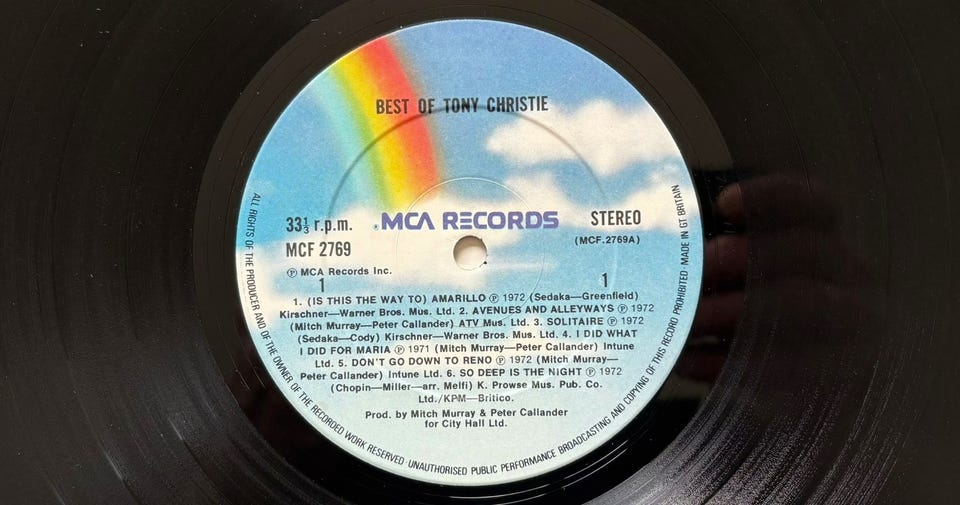 BEST OF TONY CHRISTIE
MCA RECORDS
33⅓ r.p.m.
STEREO
MCF 2769
(MCF.2769A)
Ⓟ MCA Records Inc.
1
1
1. (IS THIS THE WAY TO) AMARILLO Ⓟ 1972 (Sedaka—Greenfield)
Kirschner—Warner Bros. Mus. Ltd. 2. AVENUES AND ALLEYWAYS Ⓟ 1972
(Mitch Murray—Peter Callander) ATV Mus. Ltd. 3. SOLITAIRE Ⓟ 1972
(Sedaka—Cody) Kirschner—Warner Bros. Mus. Ltd. 4. I DID WHAT
I DID FOR MARIA Ⓟ 1971 (Mitch Murray—Peter Callander) Intune
Ltd. 5. DON'T GO DOWN TO RENO Ⓟ 1972 (Mitch Murray—
Peter Callander) Intune Ltd. 6. SO DEEP IS THE NIGHT Ⓟ 1972
(Chopin—Miller—arr. Melfi) K. Prowse Mus. Pub. Co.
Ltd./KPM—Britico.
Prod. by Mitch Murray & Peter Callander
for City Hall Ltd.
ALL RIGHTS OF THE PRODUCER AND OF THE OWNER OF THE RECORDED WORK RESERVED · UNAUTHORISED PUBLIC PERFORMANCE BROADCASTING AND COPYING OF THIS RECORD PROHIBITED · MADE IN GT BRITAIN